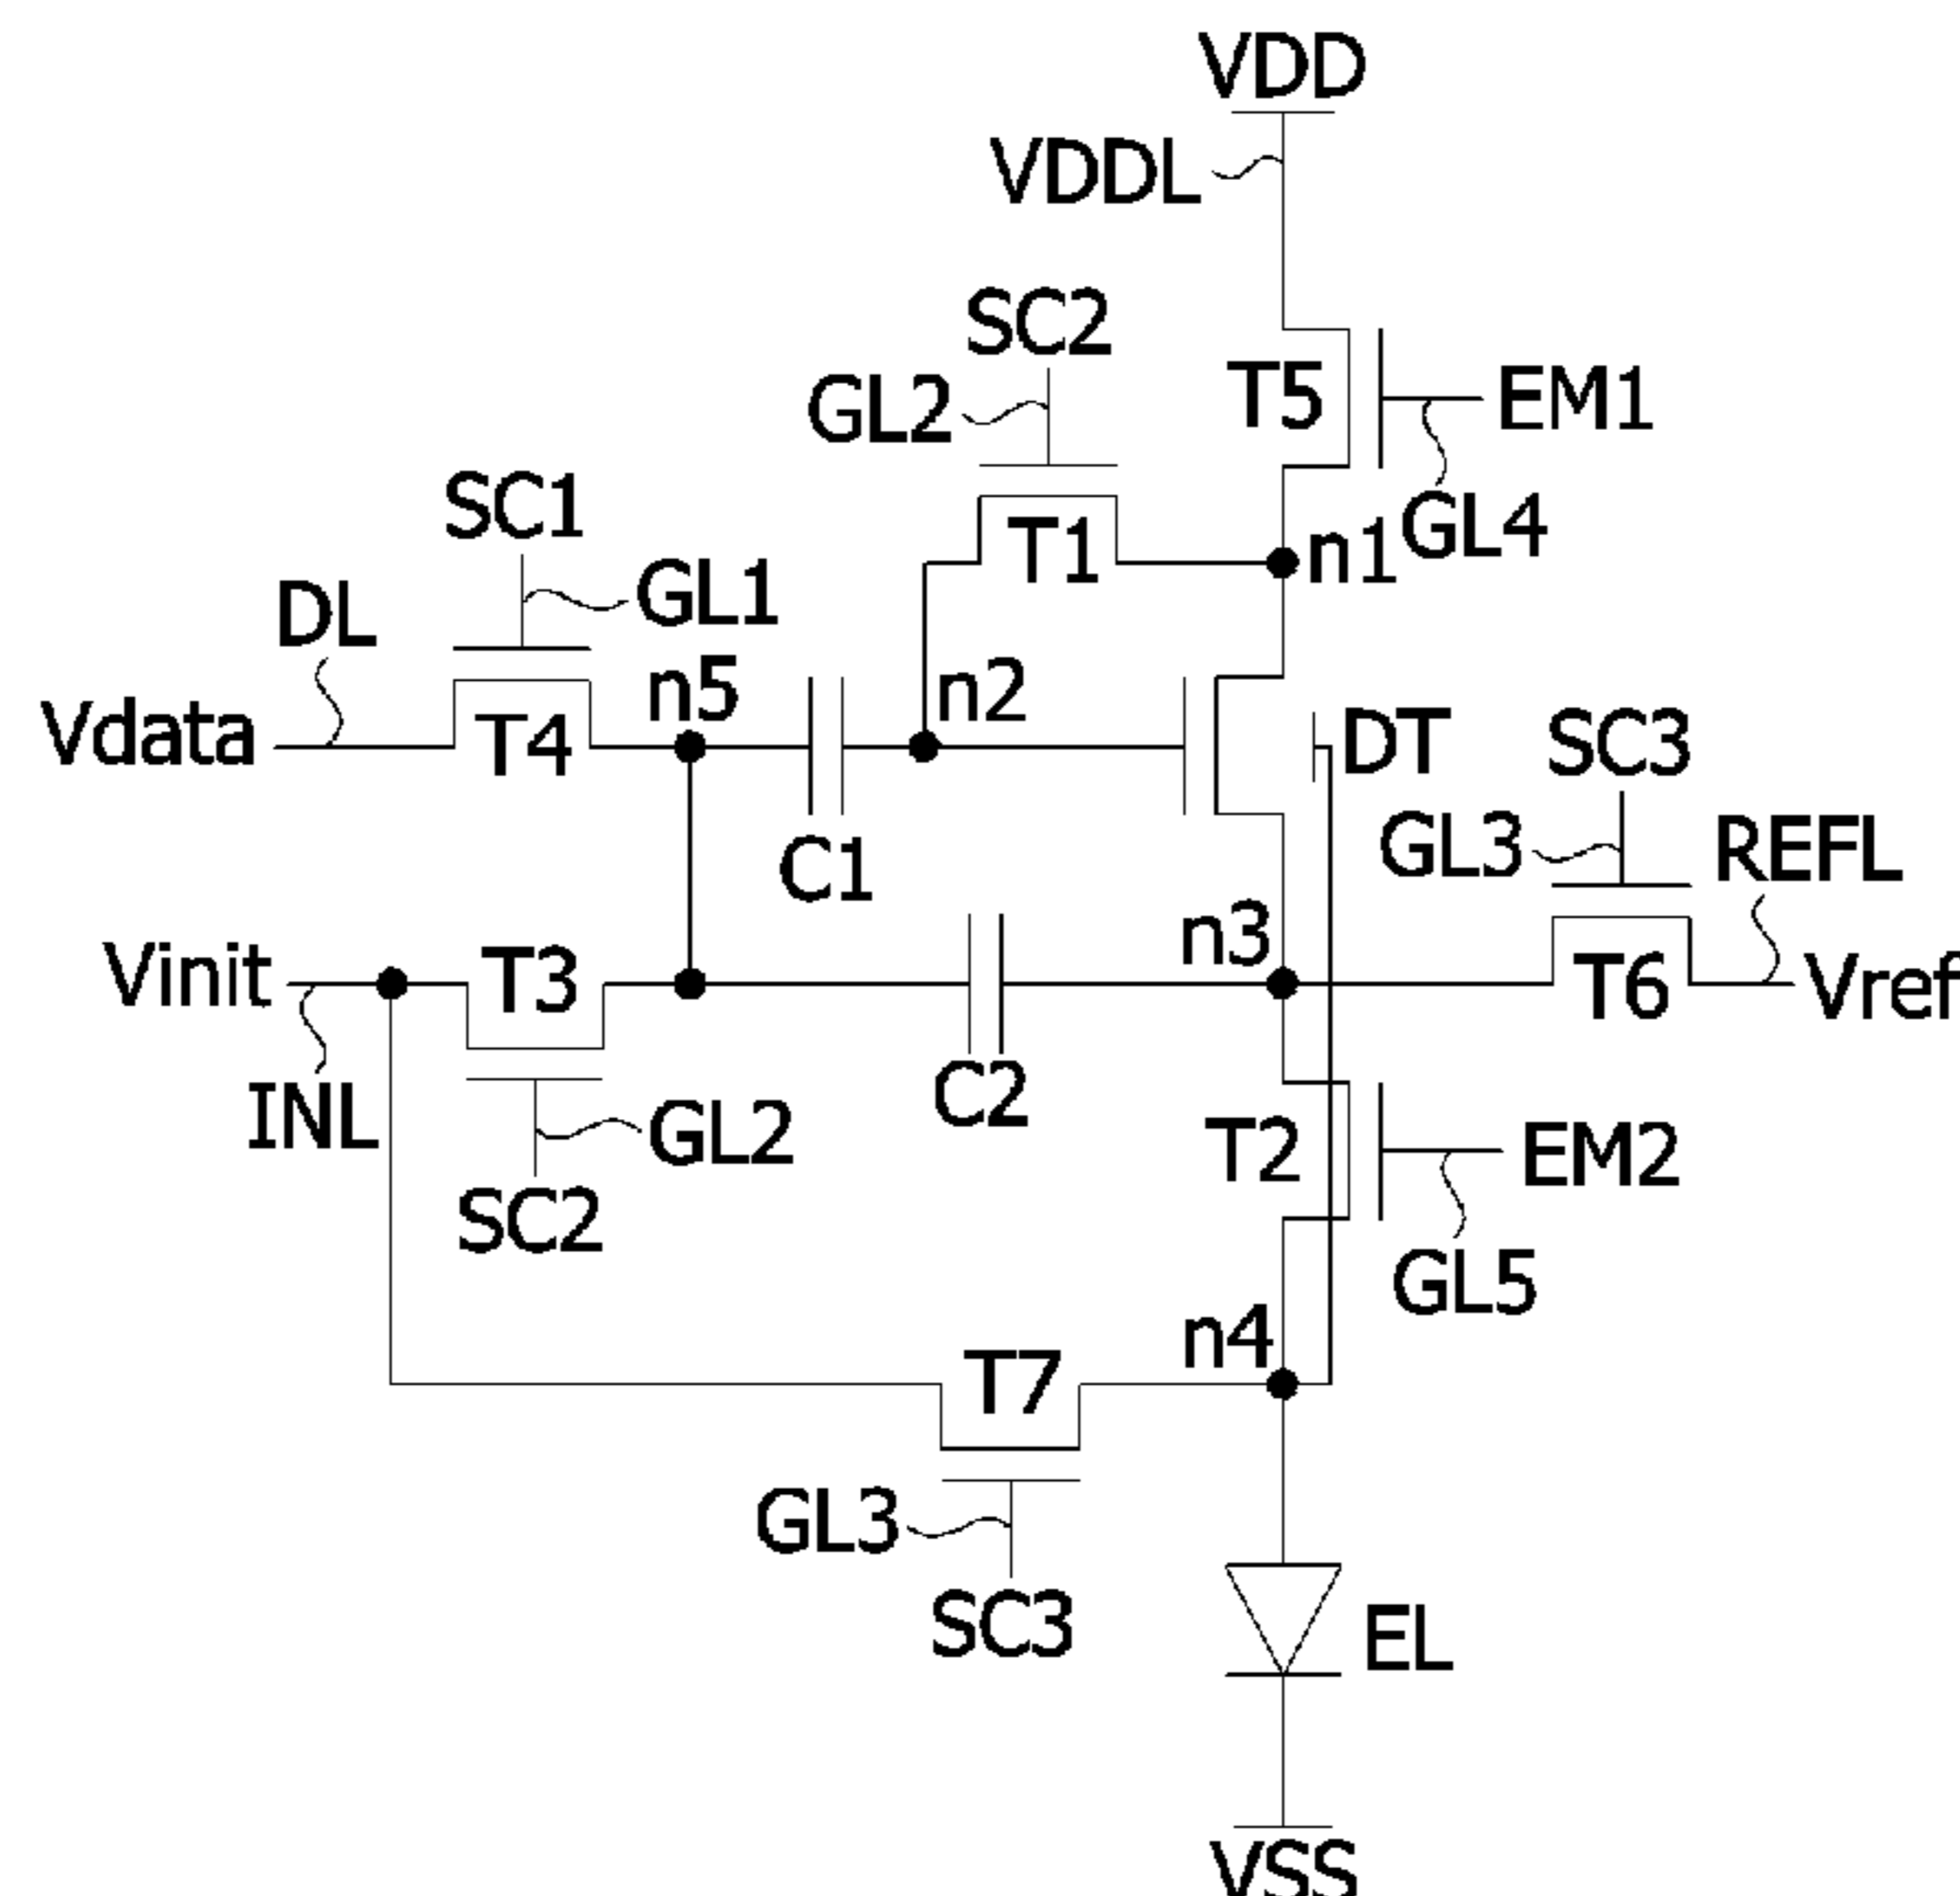 VDD
VDDL
SC2
GL2
T5
EM1
GL4
SC1
T1
n1
DL
GL1
n5
n2
Vdata
T4
DT
SC3
C1
GL3
REFL
n3
Vinit
T3
T6
Vref
INL
GL2
C2
T2
EM2
SC2
GL5
n4
T7
GL3
SC3
EL
VSS